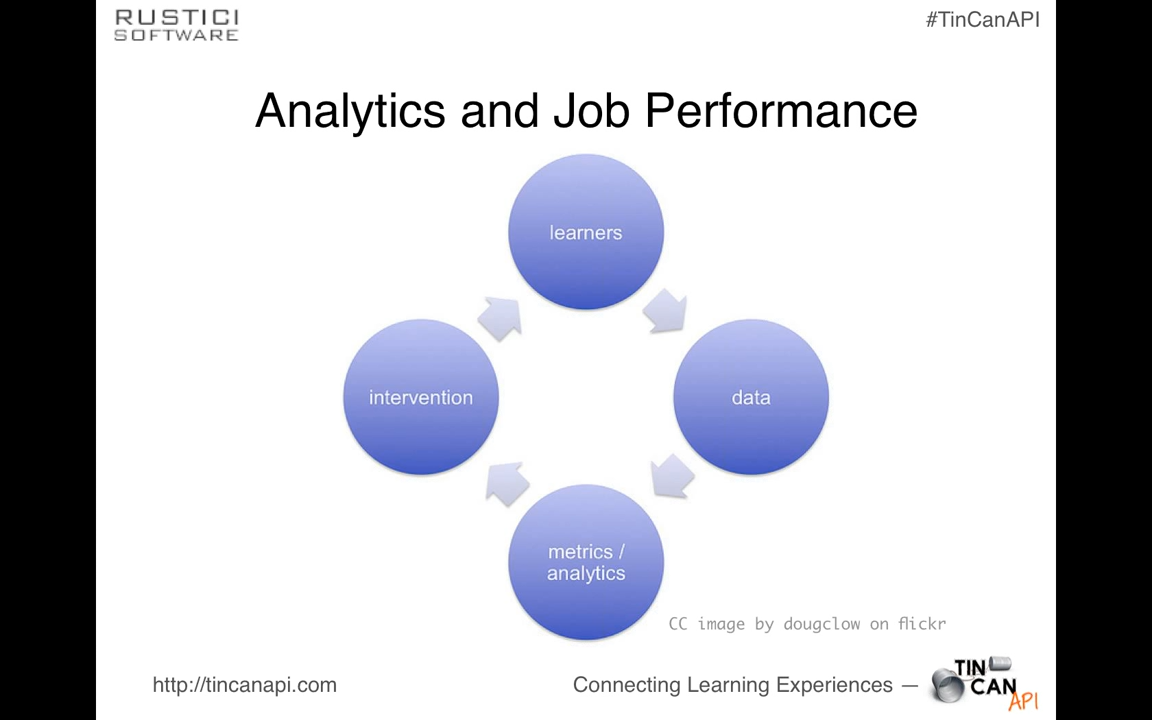 RUSTICI
SOFTWARE
#TinCanAPI
Analytics and Job Performance
learners
intervention
data
metrics /
analytics
CC image by dougclow on flickr
http://tincanapi.com
Connecting Learning Experiences —
TIN
CAN
API